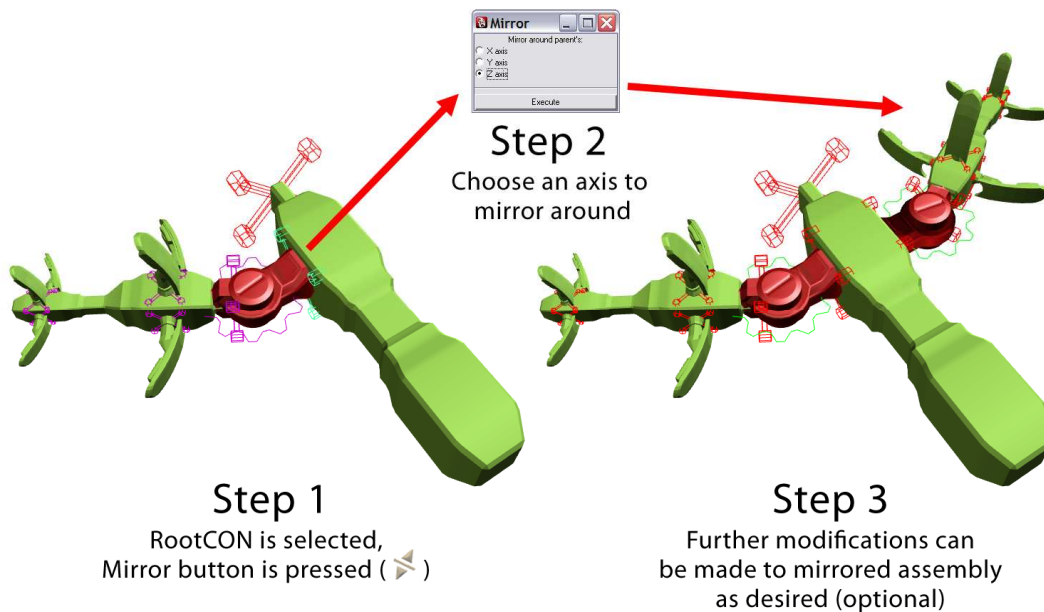 Mirror
Mirror around parent's:
X axis
Y axis
Z axis
Execute
Step 2
Choose an axis to
mirror around
Step 1
RootCON is selected,
Mirror button is pressed ( )
Step 3
Further modifications can
be made to mirrored assembly
as desired (optional)